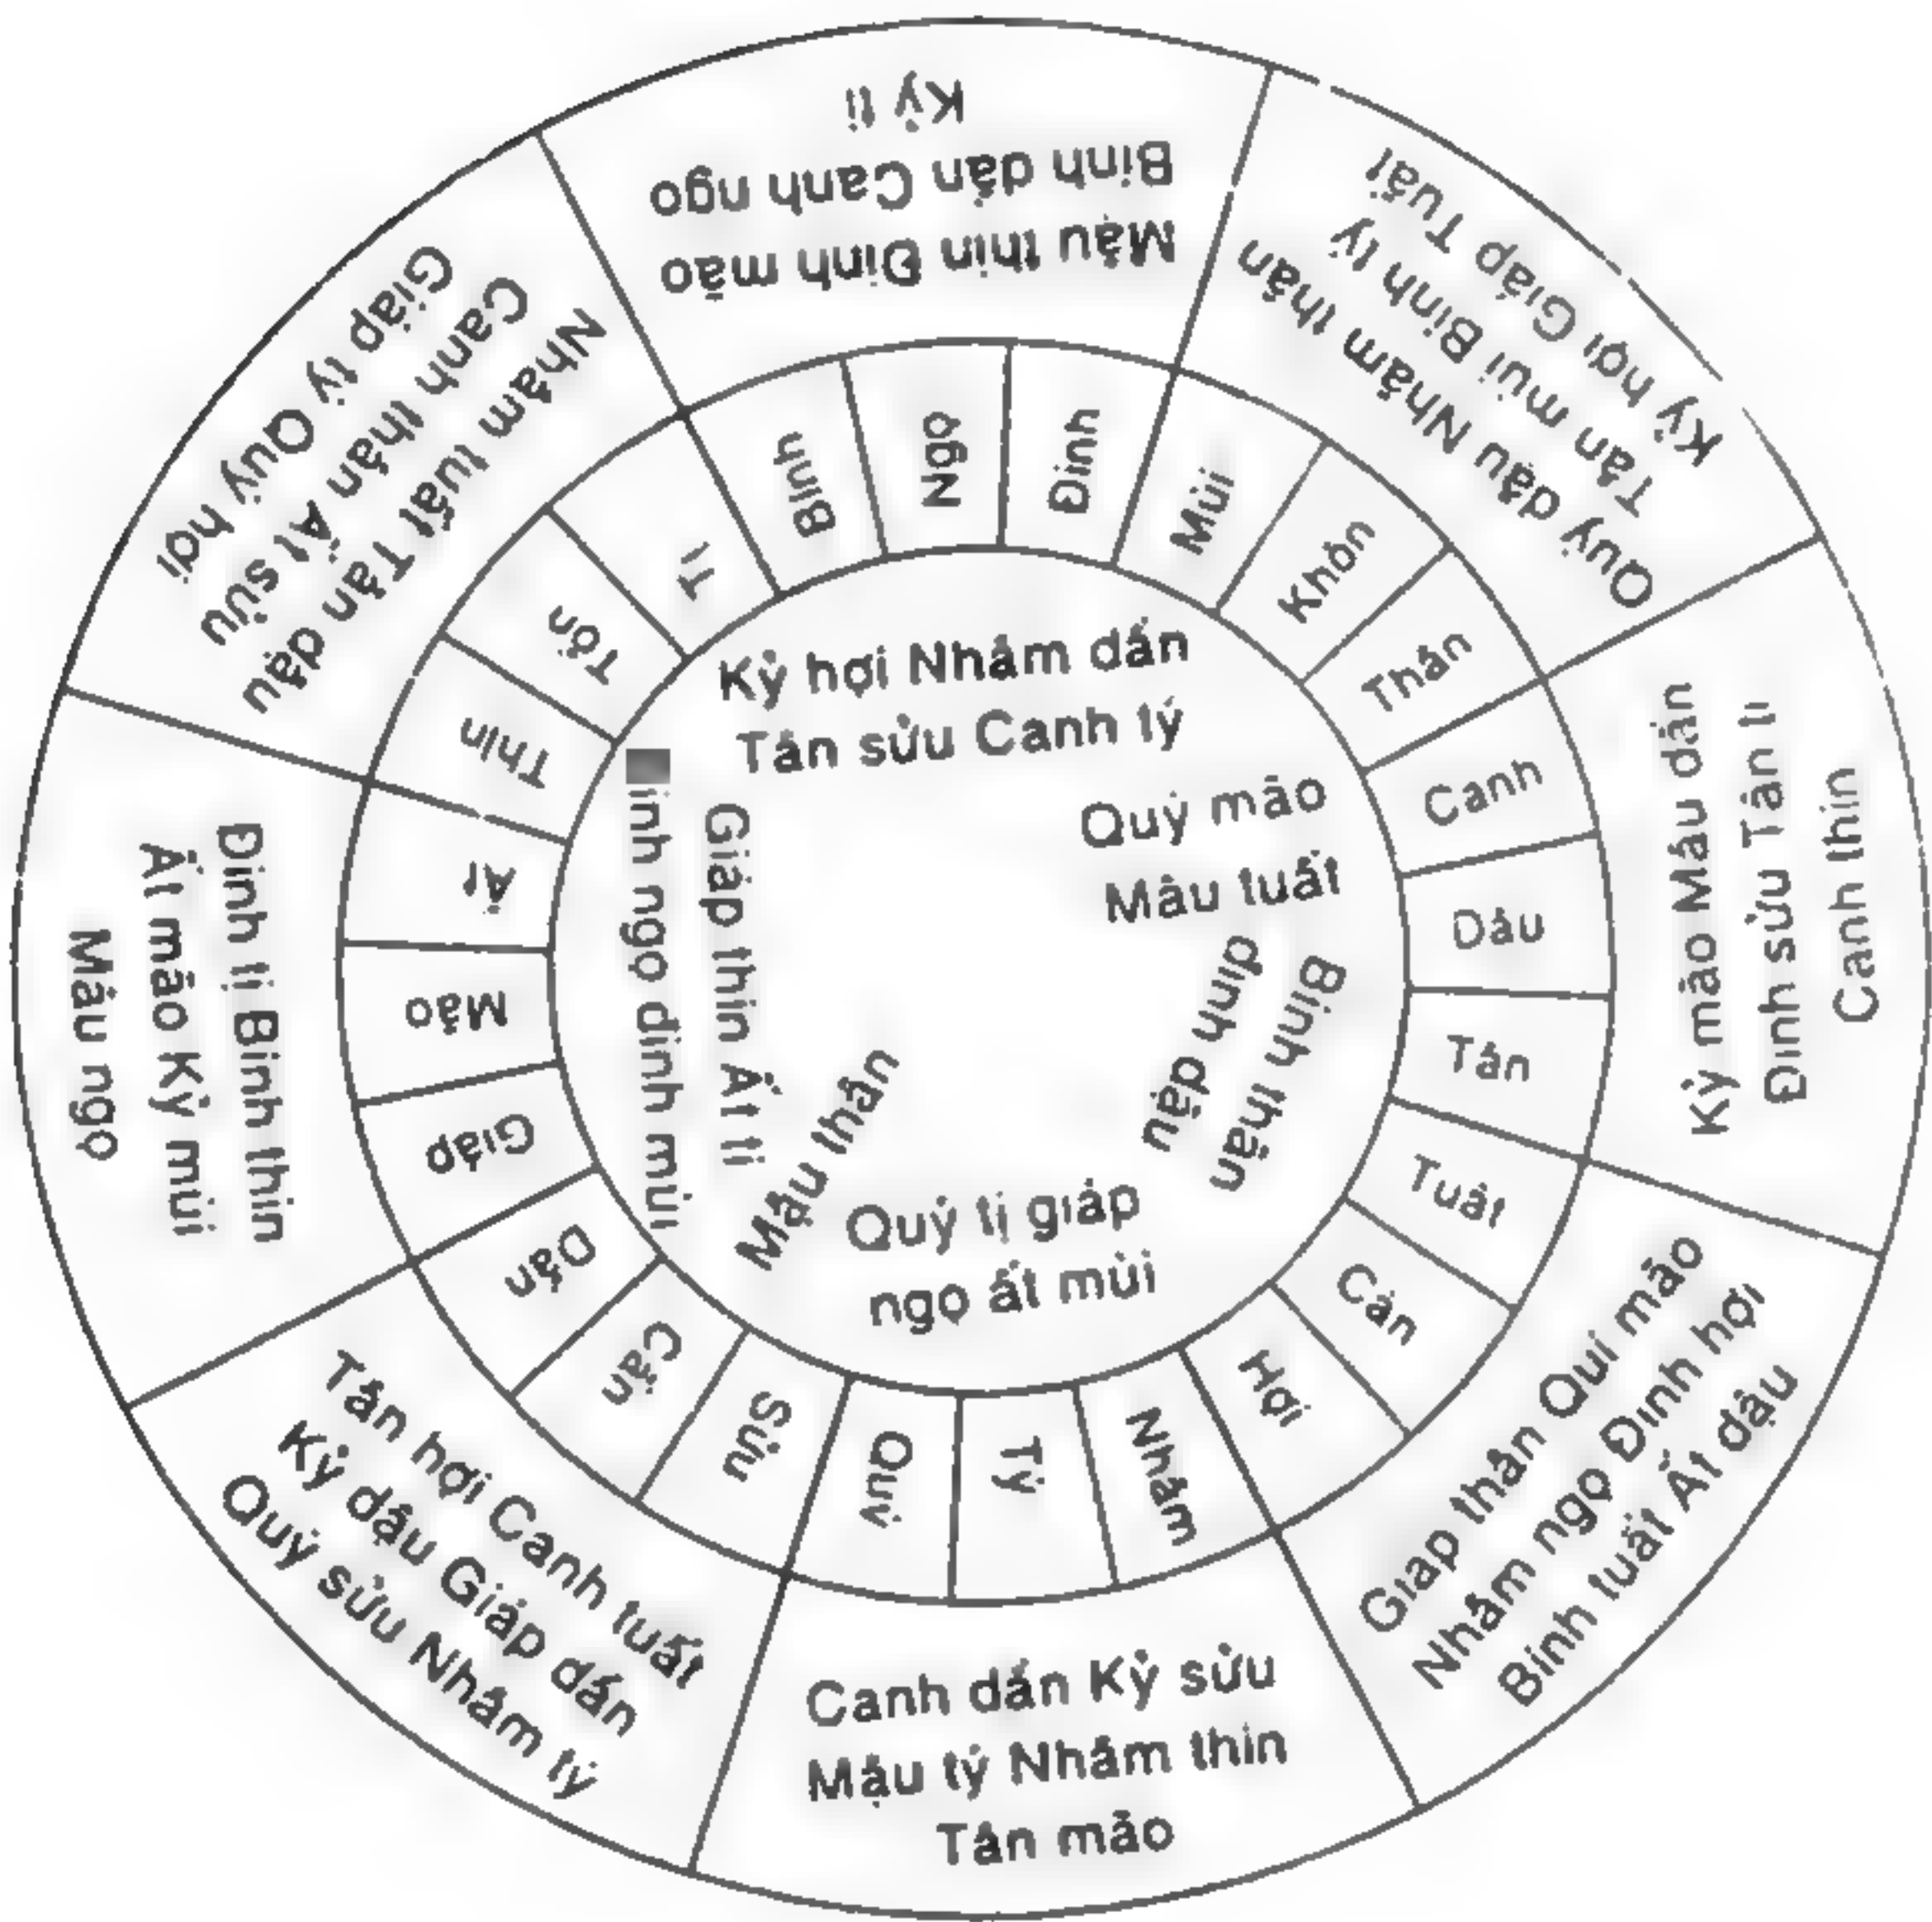 Kỷ tị
Bính dần Canh ngọ
Mậu thìn Đinh mão
Kỷ hợi Giáp Tuất
Tân mùi Bính tý
Quý dậu Nhâm thân
Kỷ mão Mậu dần
Đinh sửu Tân tị
Canh thìn
Giáp thân Quí mão
Nhâm ngọ Đinh hợi
Bính tuất Ất dậu
Canh dần Kỷ sửu
Mậu tý Nhâm thìn
Tân mão
Tân hợi Canh tuất
Kỷ dậu Giáp dần
Quý sửu Nhâm tý
Đinh tị Bính thìn
Ất mão Kỷ mùi
Mậu ngọ
Giáp tý Quý hợi
Canh thân Ất sửu
Nhâm tuất Tân dậu
Bính
Ngọ
Đinh
Mùi
Khôn
Thân
Canh
Dậu
Tân
Tuất
Càn
Hợi
Nhâm
Tý
Quý
Sửu
Cấn
Dần
Giáp
Mão
Ất
Thìn
Tốn
Tị
Kỷ hợi Nhâm dần
Tân sửu Canh tý
Quý mão
Mậu tuất
Bính thân
đinh dậu
Quý tị giáp
ngọ ất mùi
Mậu thân
Giáp thìn Ất tị
ính ngọ đinh mùi